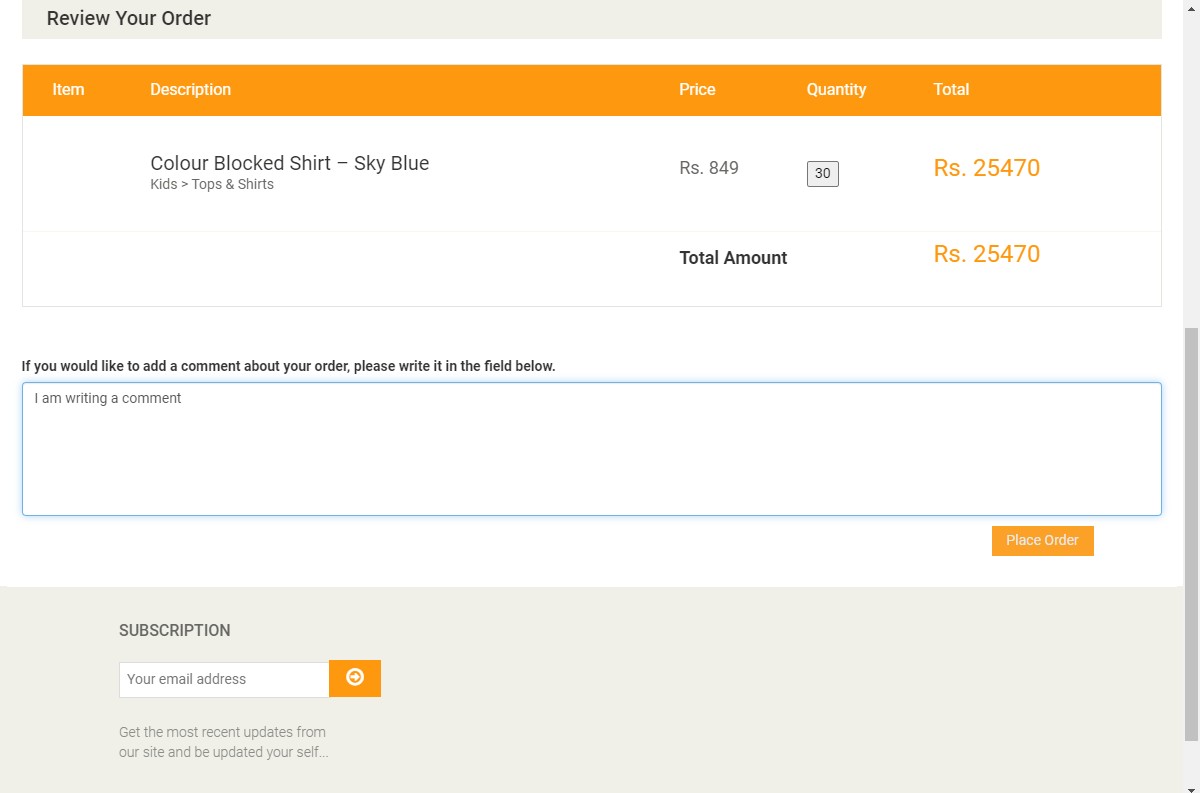 Review Your Order
Item Description Price Quantity Total
Colour Blocked Shirt – Sky Blue Rs. 849 30 Rs. 25470
Kids > Tops & Shirts
Total Amount Rs. 25470
If you would like to add a comment about your order, please write it in the field below.
I am writing a comment
Place Order
SUBSCRIPTION
Your email address
Get the most recent updates from
our site and be updated your self...